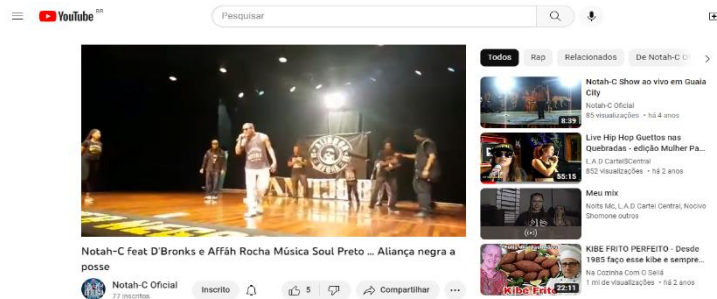 YouTube BR
Pesquisar
Notah-C feat D'Bronks e Affáh Rocha Música Soul Preto ... Aliança negra a
posse
Notah-C Oficial
77 inscritos
Inscrito
5
Compartilhar
Todos
Rap
Relacionados
De Notah-C Of
8:39
Notah-C Show ao vivo em Guaia
City
Notah-C Oficial
85 visualizações • há 4 anos
55:15
Live Hip Hop Guettos nas
Quebradas - edição Mulher Pa...
L.A.D Cartel$Central
852 visualizações • há 2 anos
Meu mix
Noits Mc, L.A.D Cartel Central, Nocivo
Shomone outros
Kibe Frito
22:11
KIBE FRITO PERFEITO - Desde
1985 faço esse kibe e sempre...
Na Cozinha Com O Seilá
1 mi de visualizações • há 2 anos